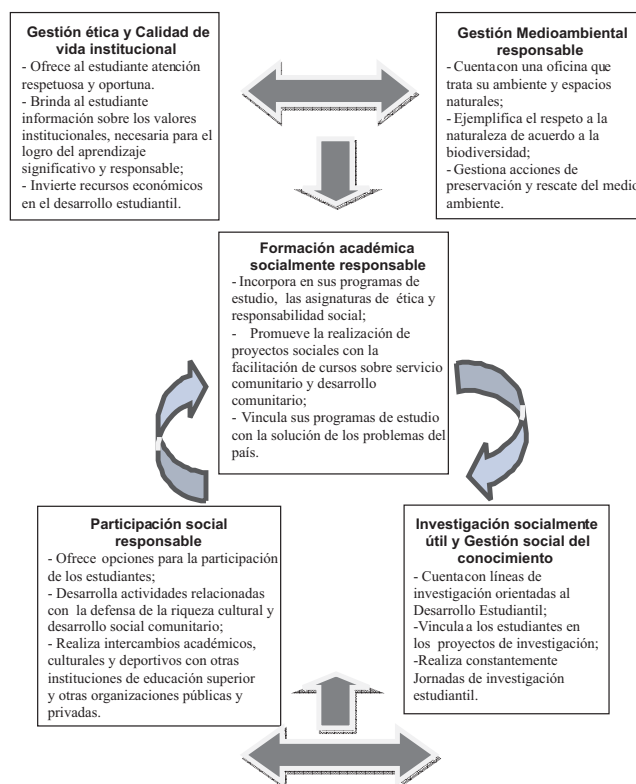 Gestión ética y Calidad de
vida institucional
- Ofrece al estudiante atención
respetuosa y oportuna.
- Brinda al estudiante
información sobre los valores
institucionales, necesaria para el
logro del aprendizaje
significativo y responsable;
- Invierte recursos económicos
en el desarrollo estudiantil.
Gestión Medioambiental
responsable
- Cuenta con una oficina que
trata su ambiente y espacios
naturales;
- Ejemplifica el respeto a la
naturaleza de acuerdo a la
biodiversidad;
- Gestiona acciones de
preservación y rescate del medio
ambiente.
Formación académica
socialmente responsable
- Incorpora en sus programas de
estudio, las asignaturas de ética y
responsabilidad social;
- Promueve la realización de
proyectos sociales con la
facilitación de cursos sobre servicio
comunitario y desarrollo
comunitario;
- Vincula sus programas de estudio
con la solución de los problemas del
país.
Participación social
responsable
- Ofrece opciones para la participación
de los estudiantes;
- Desarrolla actividades relacionadas
con la defensa de la riqueza cultural y
desarrollo social comunitario;
- Realiza intercambios académicos,
culturales y deportivos con otras
instituciones de educación superior
y otras organizaciones públicas y
privadas.
Investigación socialmente
útil y Gestión social del
conocimiento
- Cuenta con líneas de
investigación orientadas al
Desarrollo Estudiantil;
-Vincula a los estudiantes en
los proyectos de investigación;
-Realiza constantemente
Jornadas de investigación
estudiantil.